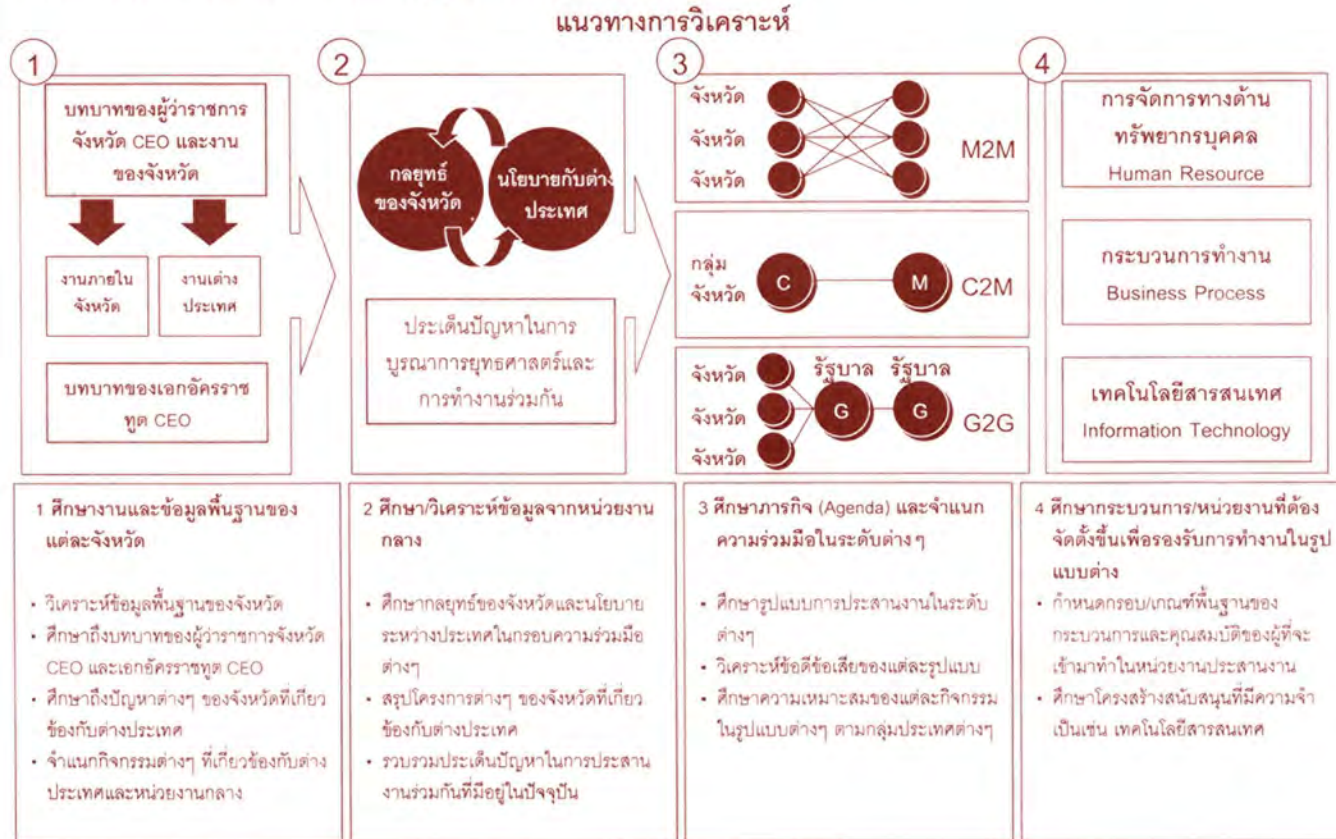 แนวทางการวิเคราะห์
1
บทบาทของผู้ว่าราชการ
จังหวัด CEO และงาน
ของจังหวัด
งานภายใน
จังหวัด
งานเต่าง
ประเทศ
บทบาทของเอกอัครราช
ทูต CEO
2
กลยุทธ์
ของจังหวัด
นโยบายกับต่าง
ประเทศ
ประเด็นปัญหาในการ
บูรณาการยุทธศาสตร์และ
การทำงานร่วมกัน
3
จังหวัด
จังหวัด
จังหวัด
M2M
กลุ่ม
จังหวัด
C
M
C2M
จังหวัด
จังหวัด
จังหวัด
รัฐบาล
รัฐบาล
G
G
G2G
4
การจัดการทางด้าน
ทรัพยากรบุคคล
Human Resource
กระบวนการทำงาน
Business Process
เทคโนโลยีสารสนเทศ
Information Technology
1 ศึกษางานและข้อมูลพื้นฐานของ
แต่ละจังหวัด
• วิเคราะห์ข้อมูลพื้นฐานของจังหวัด
• ศึกษาถึงบทบาทของผู้ว่าราชการจังหวัด
CEO และเอกอัครราชทูต CEO
• ศึกษาถึงปัญหาต่างๆ ของจังหวัดที่เกี่ยว
ข้องกับต่างประเทศ
• จำแนกกิจกรรมต่างๆ ที่เกี่ยวข้องกับต่าง
ประเทศและหน่วยงานกลาง
2 ศึกษา/วิเคราะห์ข้อมูลจากหน่วยงาน
กลาง
• ศึกษากลยุทธ์ของจังหวัดและนโยบาย
ระหว่างประเทศในกรอบความร่วมมือ
ต่างๆ
• สรุปโครงการต่างๆ ของจังหวัดที่เกี่ยว
ข้องกับต่างประเทศ
• รวบรวมประเด็นปัญหาในการประสาน
งานร่วมกันที่มีอยู่ในปัจจุบัน
3 ศึกษาภารกิจ (Agenda) และจำแนก
ความร่วมมือในระดับต่างๆ
• ศึกษารูปแบบการประสานงานในระดับ
ต่างๆ
• วิเคราะห์ข้อดีข้อเสียของแต่ละรูปแบบ
• ศึกษาความเหมาะสมของแต่ละกิจกรรม
ในรูปแบบต่างๆ ตามกลุ่มประเทศต่างๆ
4 ศึกษากระบวนการ/หน่วยงานที่ต้อง
จัดตั้งขึ้นเพื่อรองรับการทำงานในรูป
แบบต่าง
• กำหนดกรอบ/เกณฑ์พื้นฐานของ
กระบวนการและคุณสมบัติของผู้ที่จะ
เข้ามาทำในหน่วยงานประสานงาน
• ศึกษาโครงสร้างสนับสนุนที่มีความจำ
เป็นเช่น เทคโนโลยีสารสนเทศ